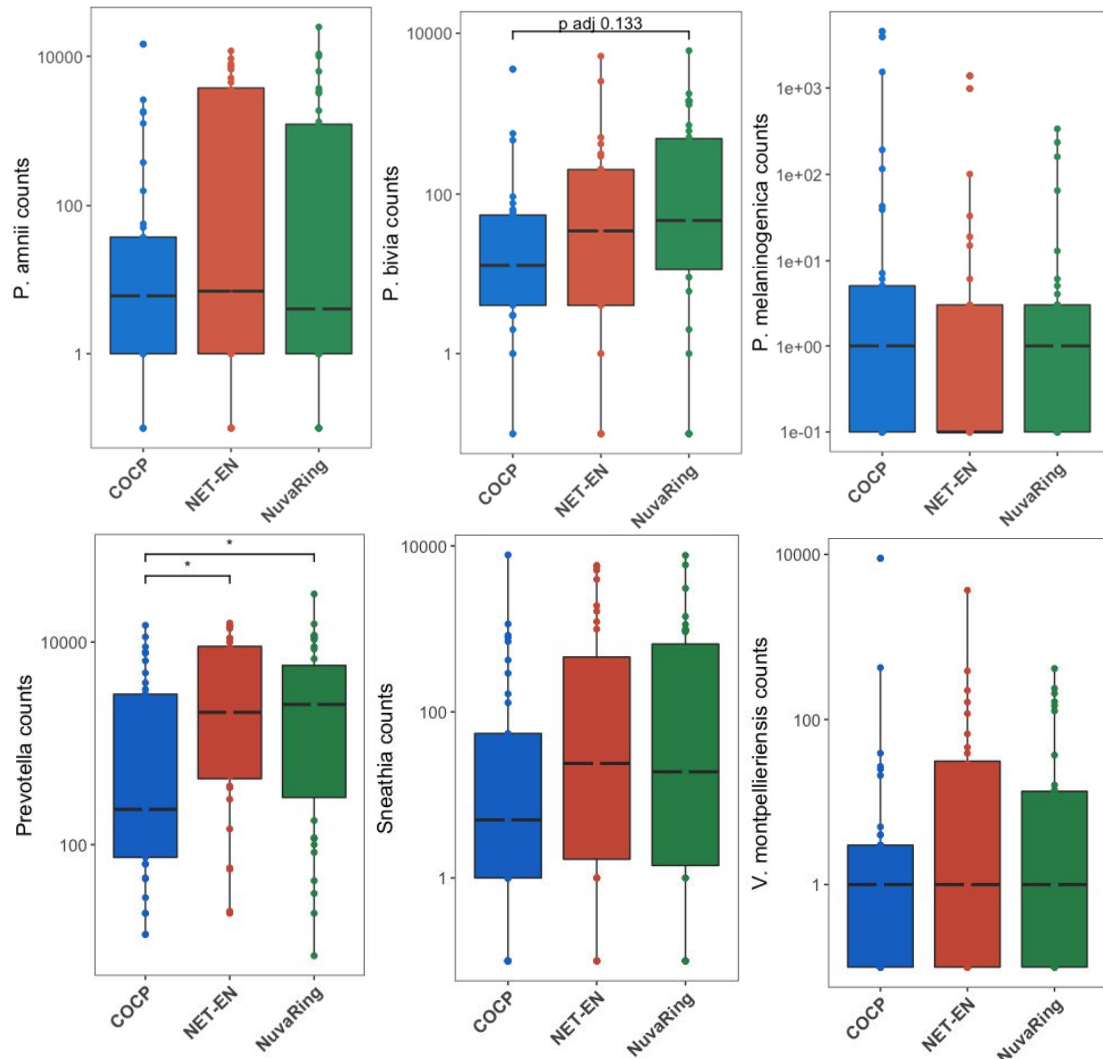 P. amnii counts
10000
100
1
COCP
NET-EN
NuvaRing
P. bivia counts
p adj 0.133
10000
100
1
COCP
NET-EN
NuvaRing
P. melaninogenica counts
1e+03
1e+02
1e+01
1e+00
1e-01
COCP
NET-EN
NuvaRing
Prevotella counts
*
*
10000
100
COCP
NET-EN
NuvaRing
Sneathia counts
10000
100
1
COCP
NET-EN
NuvaRing
V. montpellieriensis counts
10000
100
1
COCP
NET-EN
NuvaRing